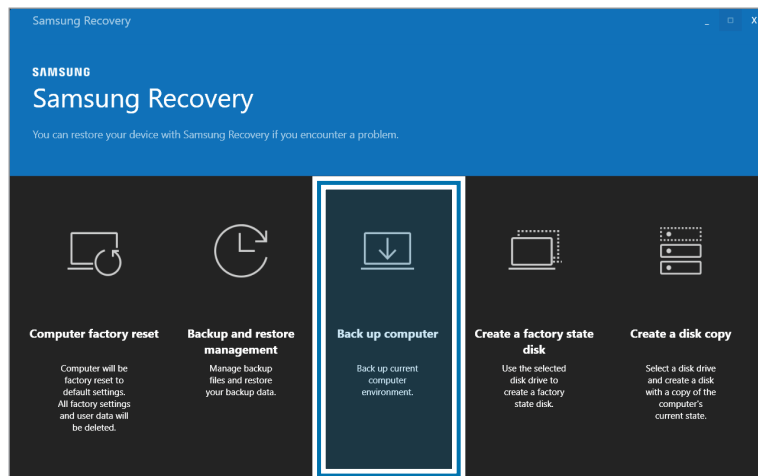 Samsung Recovery
SAMSUNG
Samsung Recovery
You can restore your device with Samsung Recovery if you encounter a problem.
Computer factory reset
Computer will be
factory reset to
default settings.
All factory settings
and user data will
be deleted.
Backup and restore
management
Manage backup
files and restore
your backup data.
Back up computer
Back up current
computer
environment.
Create a factory state
disk
Use the selected
disk drive to
create a factory
state disk.
Create a disk copy
Select a disk drive
and create a disk
with a copy of the
computer's
current state.